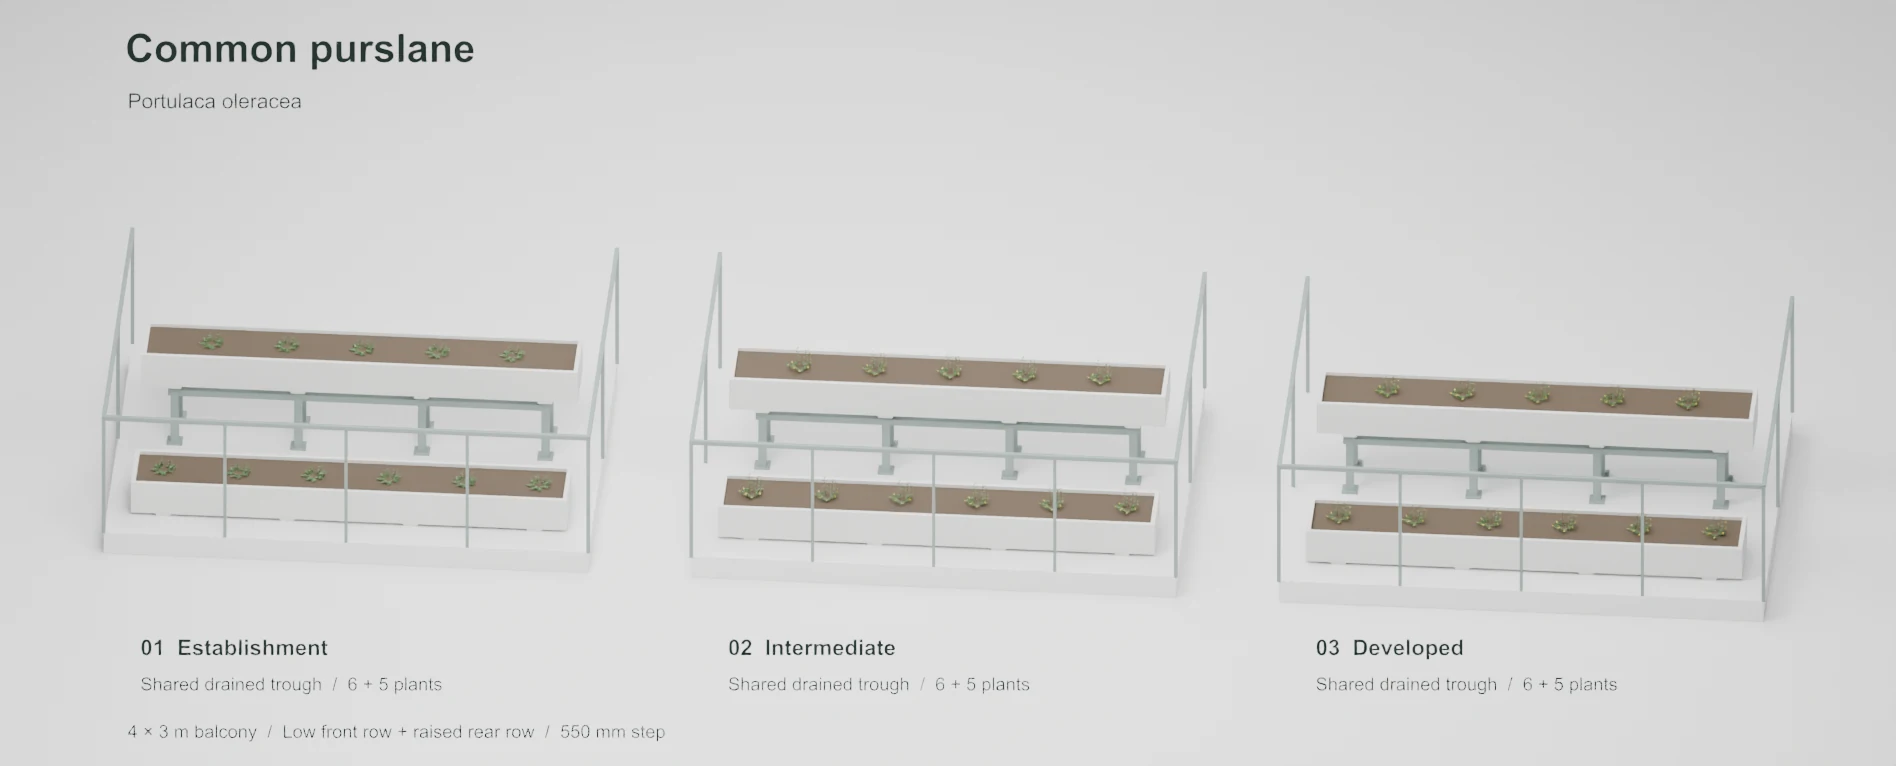 Common purslane
Portulaca oleracea
01 Establishment
Shared drained trough / 6 + 5 plants
02 Intermediate
Shared drained trough / 6 + 5 plants
03 Developed
Shared drained trough / 6 + 5 plants
4 × 3 m balcony / Low front row + raised rear row / 550 mm step